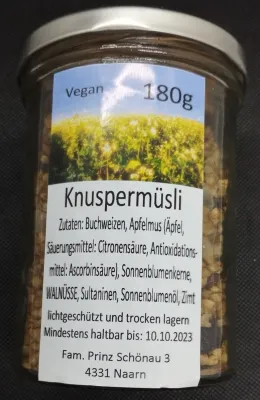 Vegan 180g
Knuspermüsli
Zutaten: Buchweizen, Apfelmus (Äpfel,
Säuerungsmittel: Citronensäure, Antioxidations-
mittel: Ascorbinsäure), Sonnenblumenkerne,
WALNÜSSE, Sultaninen, Sonnenblumenöl, Zimt
lichtgeschützt und trocken lagern
Mindestens haltbar bis: 10.10.2023
Fam. Prinz Schönau 3
4331 Naarn